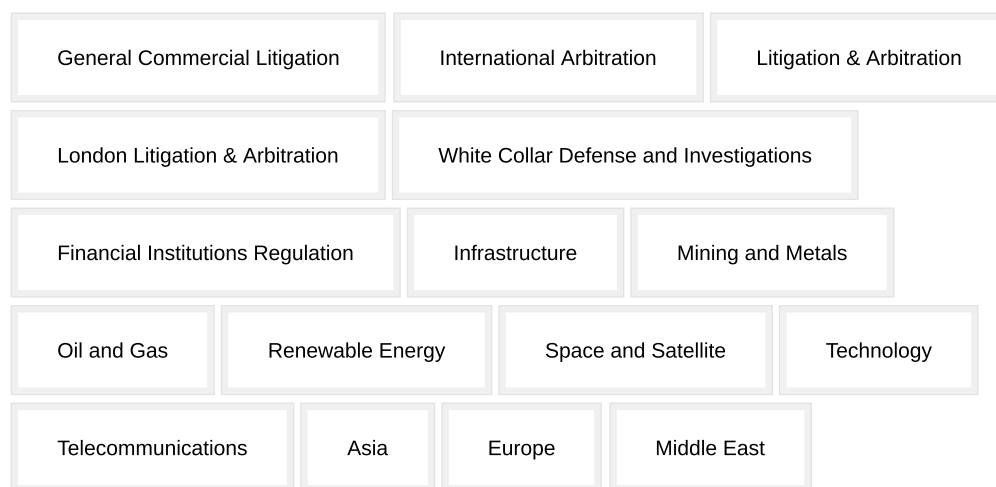 General Commercial Litigation International Arbitration Litigation & Arbitration
London Litigation & Arbitration White Collar Defense and Investigations
Financial Institutions Regulation Infrastructure Mining and Metals
Oil and Gas Renewable Energy Space and Satellite Technology
Telecommunications Asia Europe Middle East